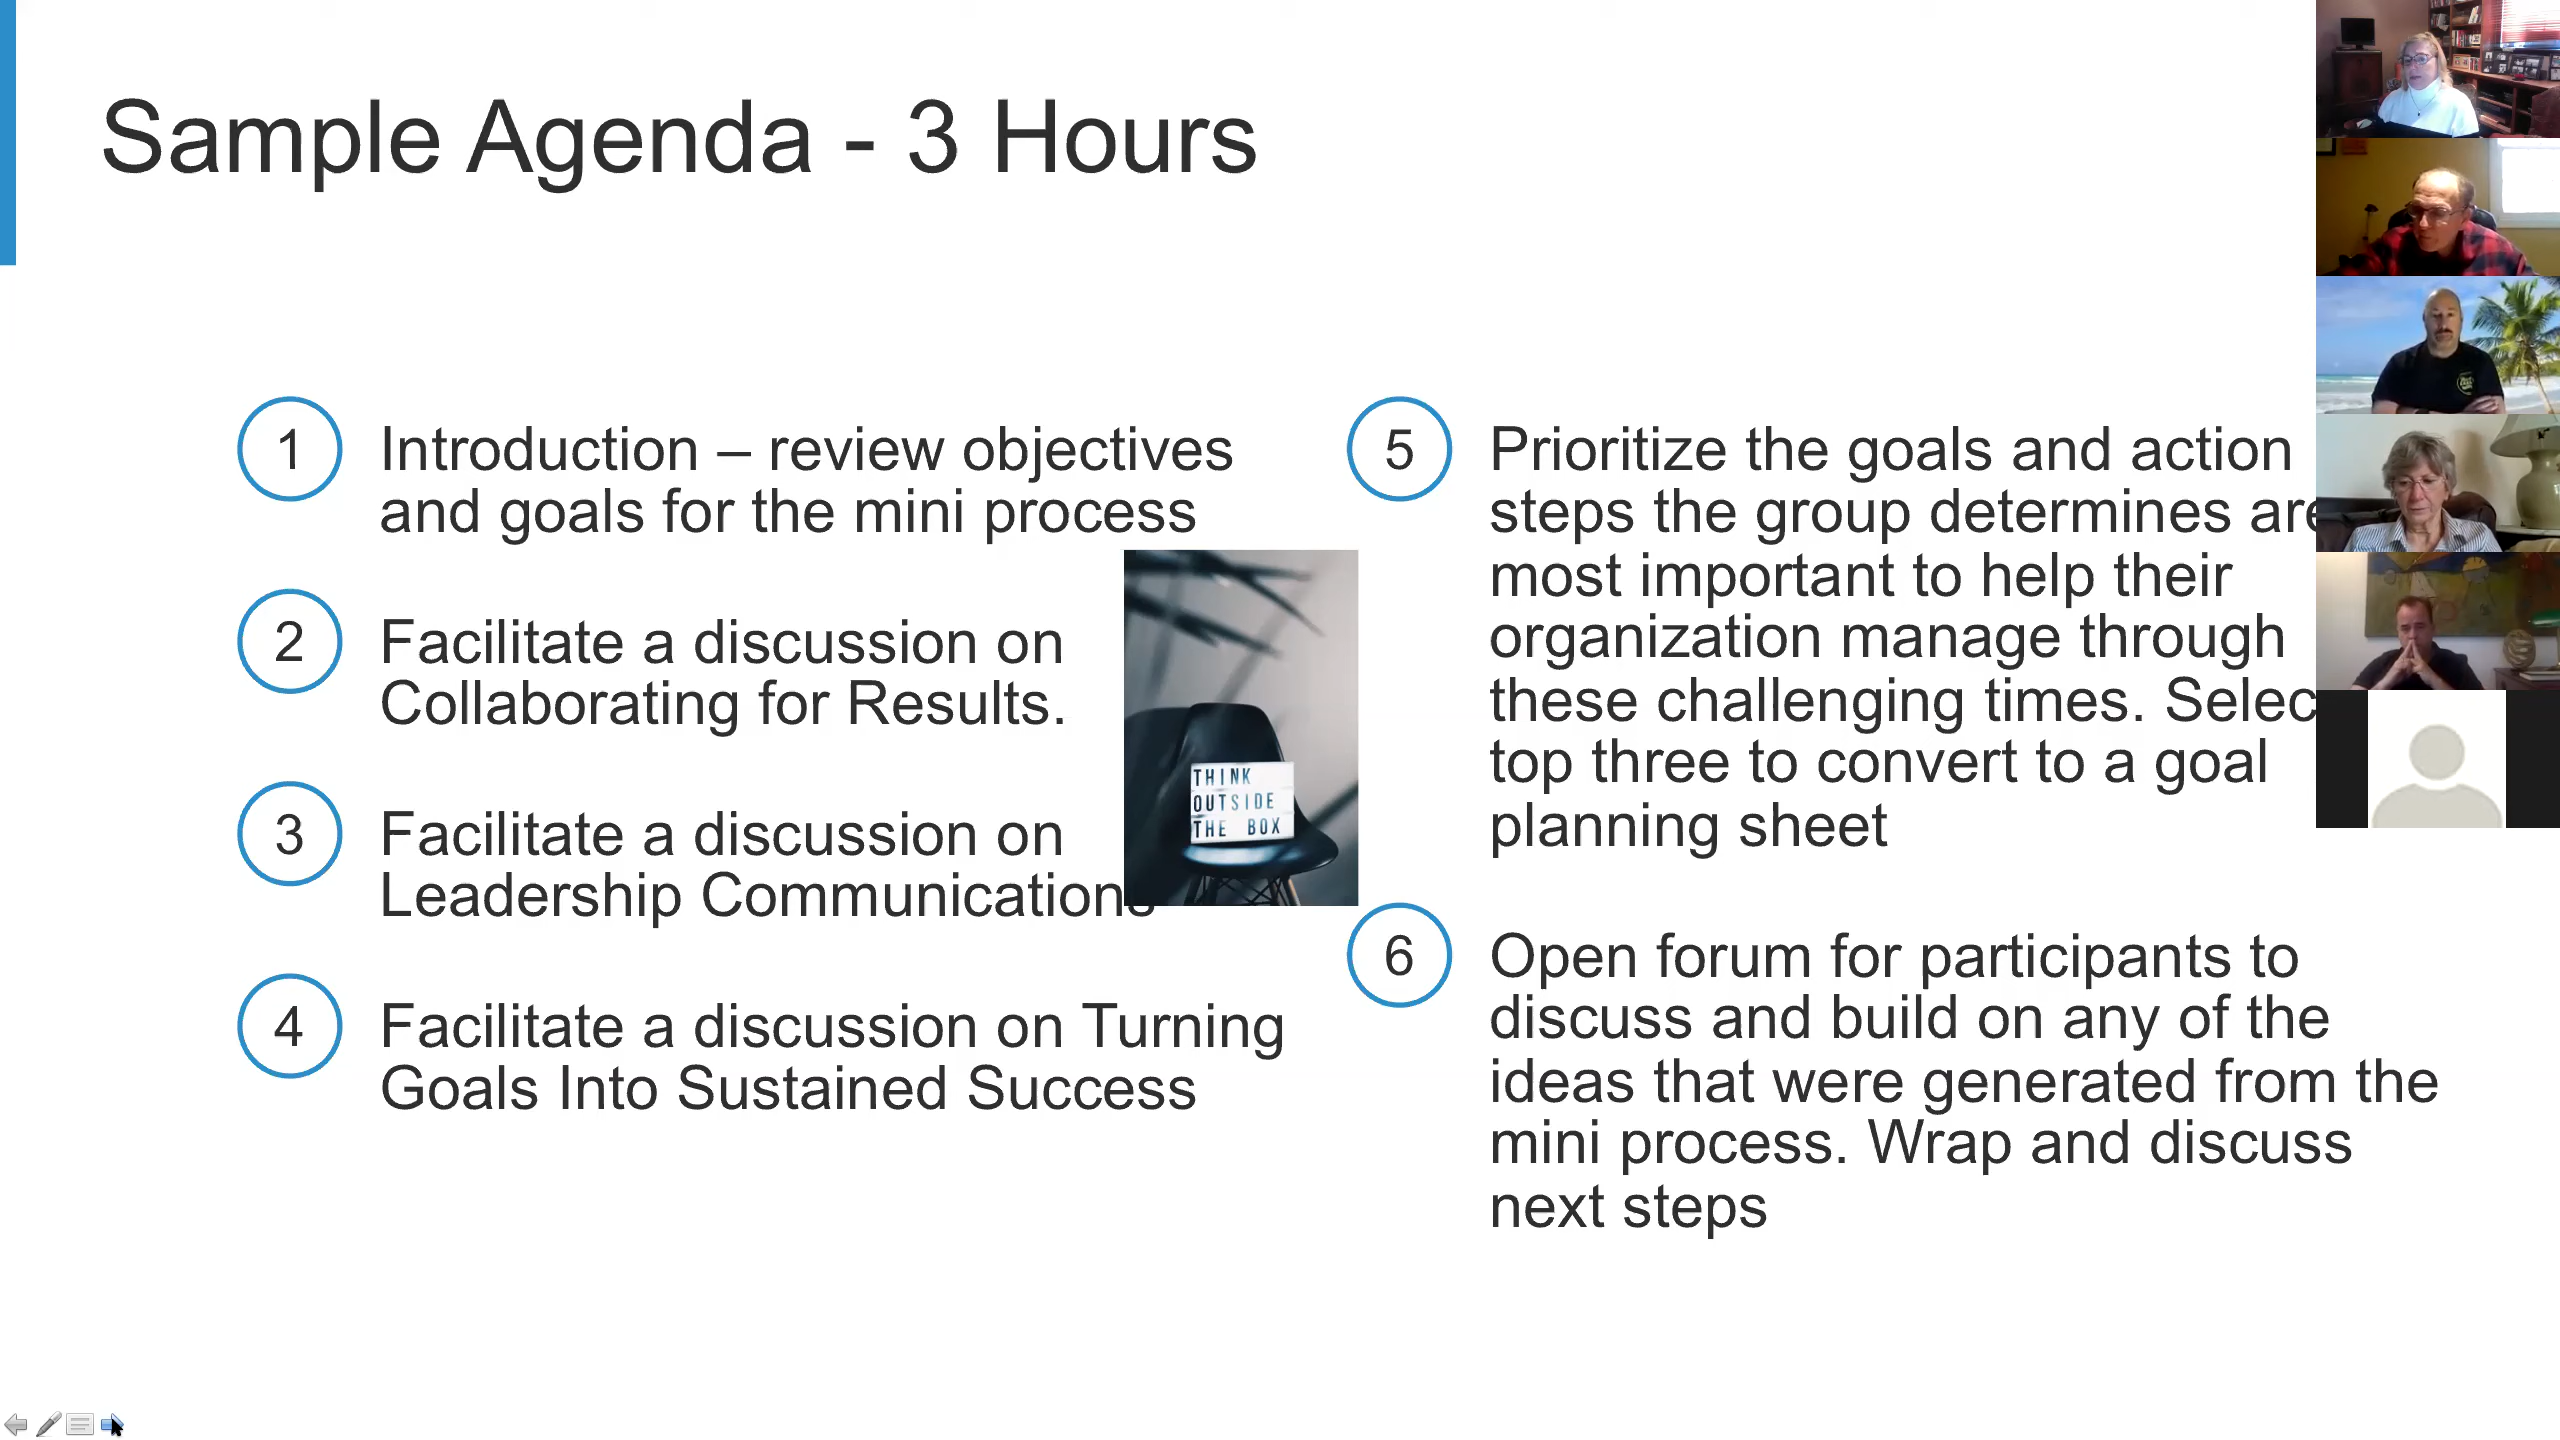 Sample Agenda - 3 Hours
1 Introduction – review objectives
and goals for the mini process
2 Facilitate a discussion on
Collaborating for Results.
3 Facilitate a discussion on
Leadership Communications
4 Facilitate a discussion on Turning
Goals Into Sustained Success
THINK
OUTSIDE
THE BOX
5 Prioritize the goals and action
steps the group determines are
most important to help their
organization manage through
these challenging times. Selec
top three to convert to a goal
planning sheet
6 Open forum for participants to
discuss and build on any of the
ideas that were generated from the
mini process. Wrap and discuss
next steps